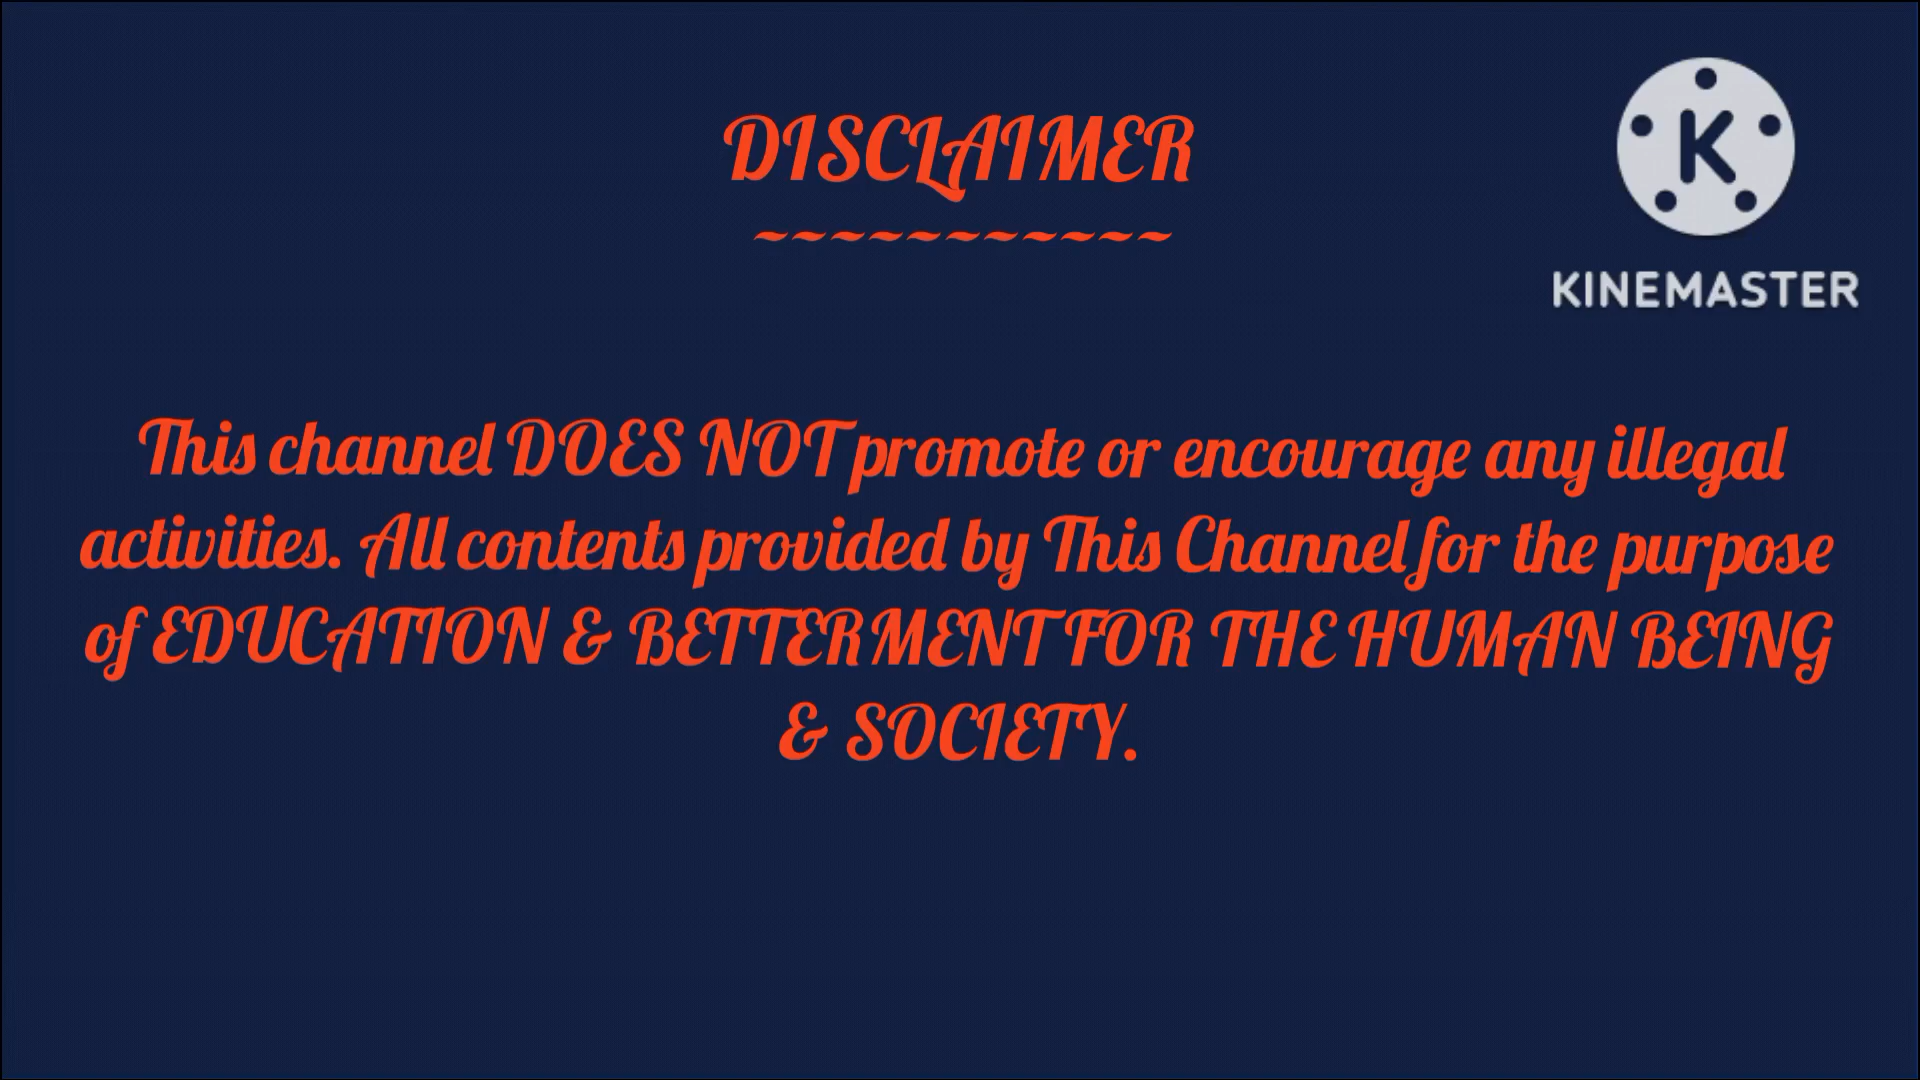 DISCLAIMER
~~~~~~~~~~~
K
KINEMASTER
This channel DOES NOT promote or encourage any illegal
activities. All contents provided by This Channel for the purpose
of EDUCATION & BETTERMENT FOR THE HUMAN BEING
& SOCIETY.